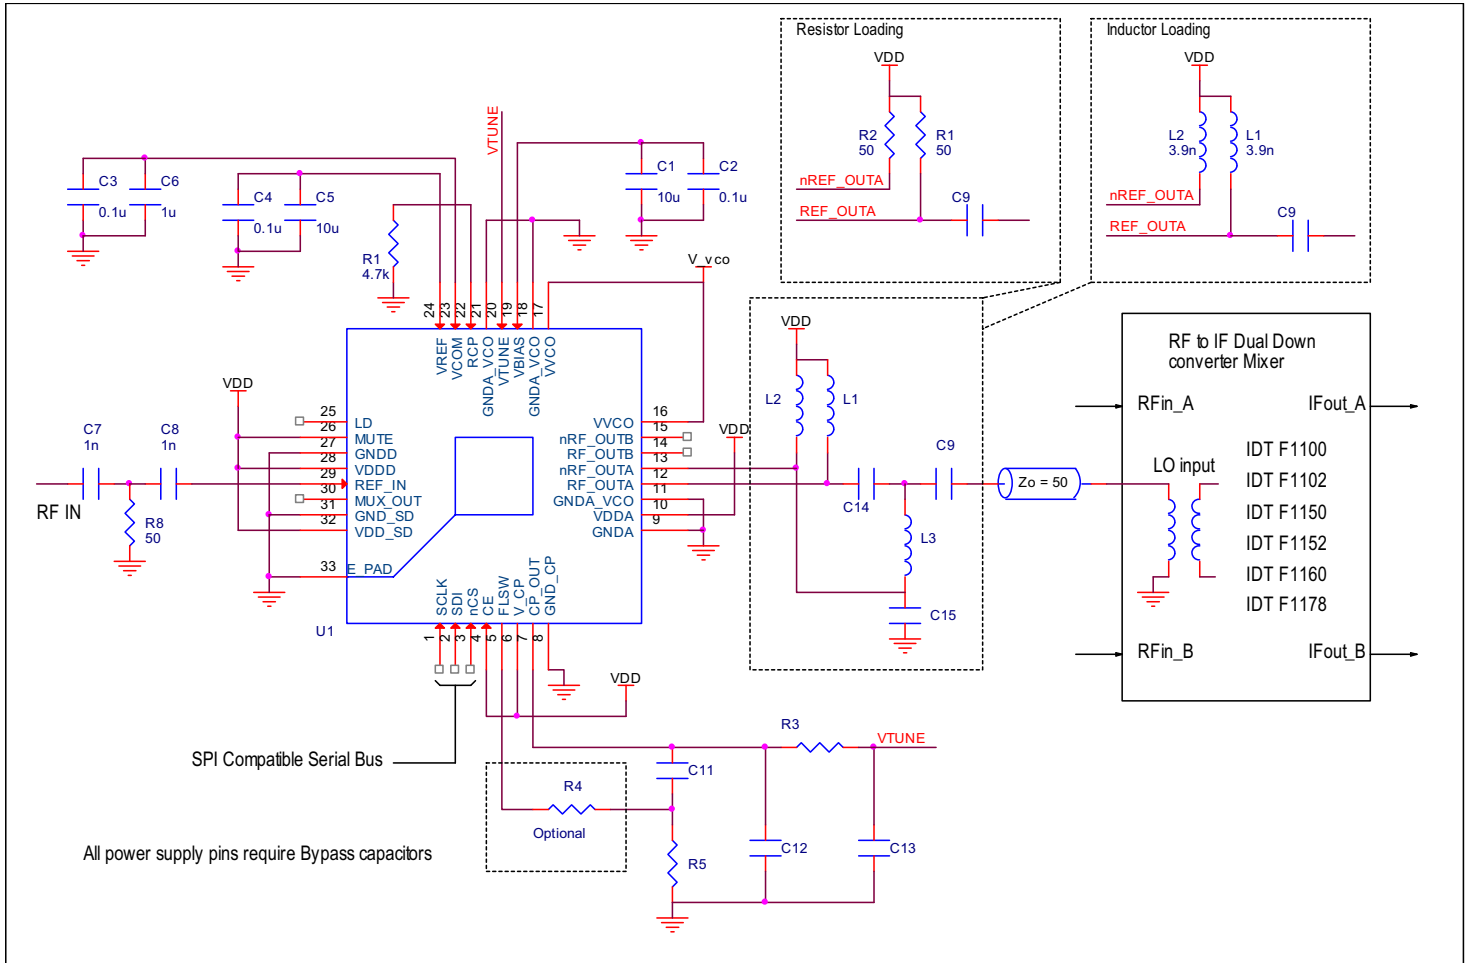 Resistor Loading
VDD
R2
50
R1
50
nREF_OUTA
REF_OUTA
C9
Inductor Loading
VDD
L2
3.9n
L1
3.9n
nREF_OUTA
REF_OUTA
C9
VTUNE
C3
0.1u
C6
1u
C4
0.1u
C5
10u
R1
4.7k
C1
10u
C2
0.1u
V_vco
24
23
22
21
20
19
18
17
VREF
VCOM
RCP
GNDA_VCO
VTUNE
VBIAS
GNDA_VCO
VVCO
VDD
C7
1n
C8
1n
RF IN
R8
50
25
LD
26
MUTE
27
GNDD
28
VDDD
29
REF_IN
30
MUX_OUT
31
GND_SD
32
VDD_SD
33
E_PAD
VVCO
16
nRF_OUTB
15
RF_OUTB
14
nRF_OUTA
13
RF_OUTA
12
GNDA_VCO
11
VDDA
10
GNDA
9
VDD
U1
SCLK
SDI
nCS
CE
FLSW
V_CP
CP_OUT
GND_CP
1
2
3
4
5
6
7
8
VDD
L2
L1
C9
C14
L3
C15
Zo = 50
RF to IF Dual Down
converter Mixer
RFin_A
IFout_A
LO input
IDT F1100
IDT F1102
IDT F1150
IDT F1152
IDT F1160
IDT F1178
RFin_B
IFout_B
VDD
SPI Compatible Serial Bus
R3
VTUNE
C11
R4
Optional
R5
C12
C13
All power supply pins require Bypass capacitors